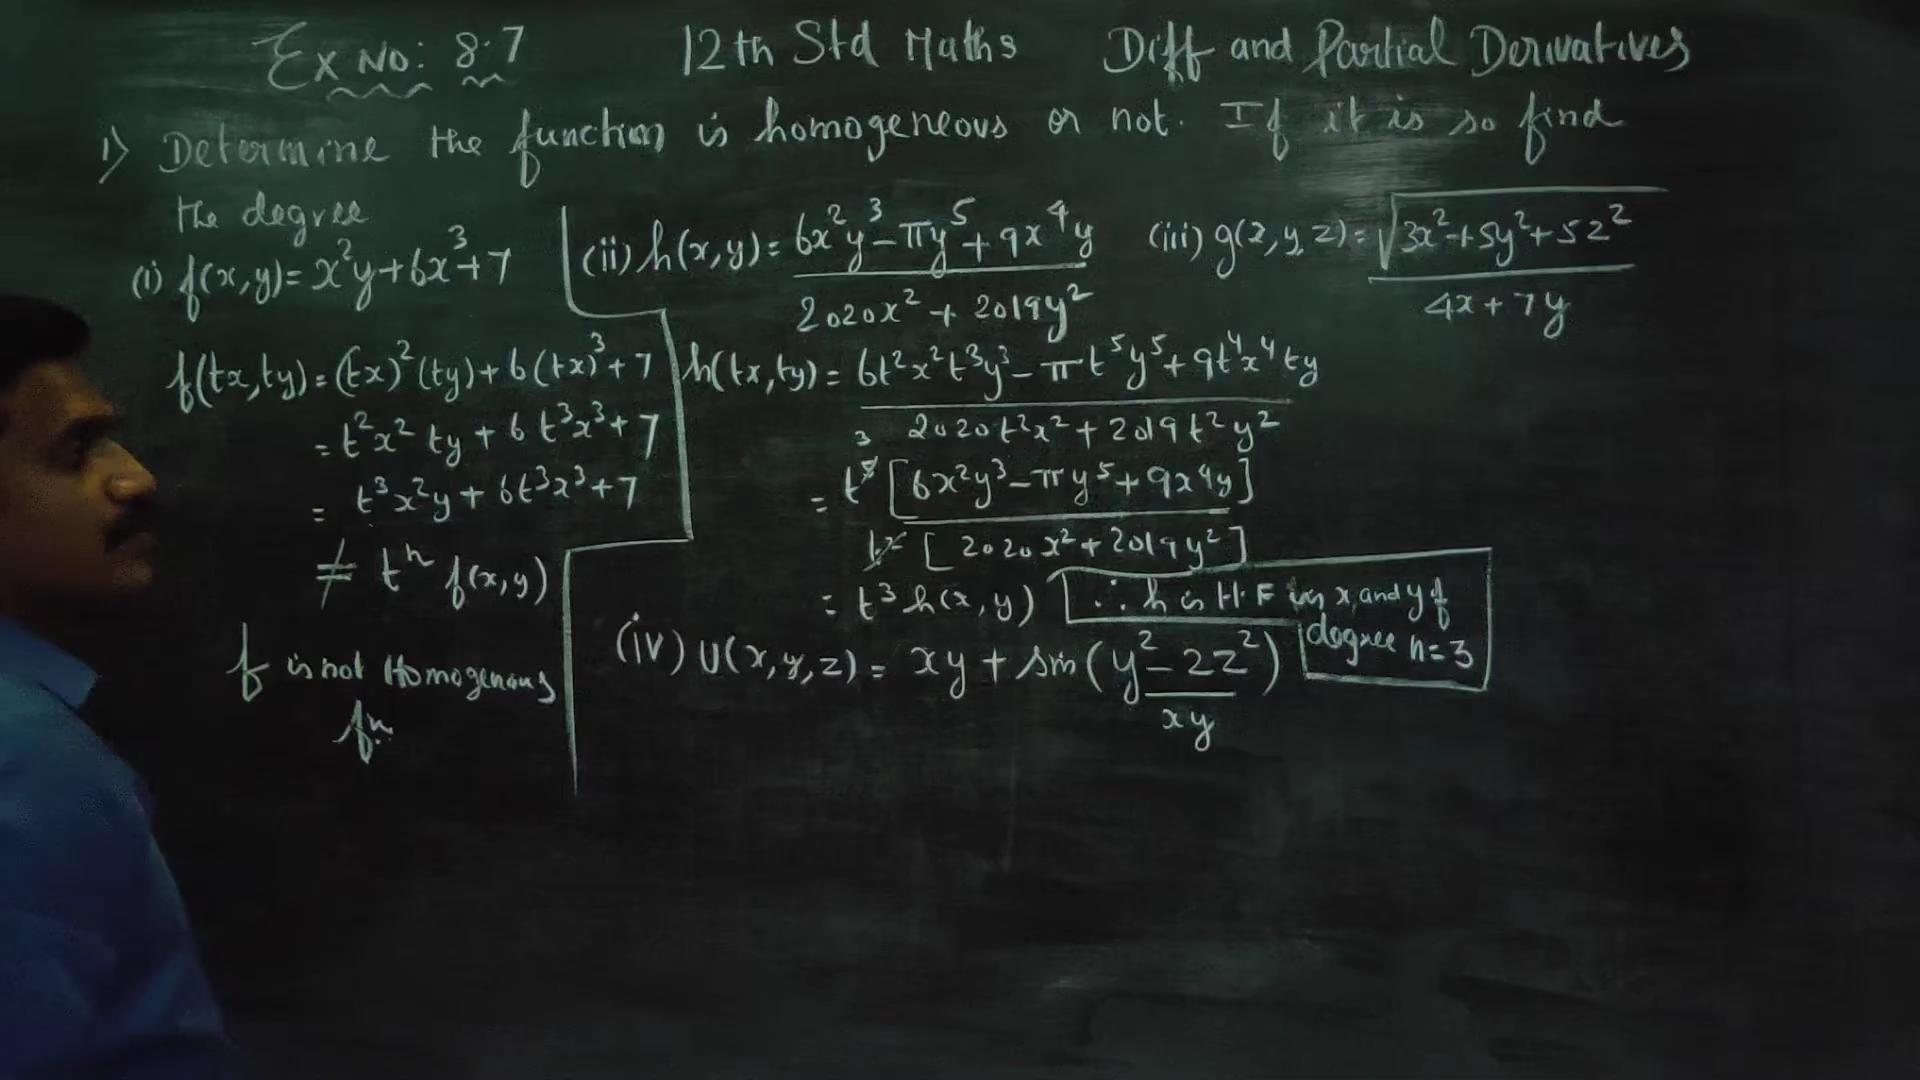 Ex No: 8.7 12th Std Maths Diff and Partial Derivatives
1) Determine the function is homogeneous or not. If it is so find
the degree
(i) f(x,y) = x²y + 6x³ + 7
f(tx,ty) = (tx)²(ty) + 6(tx)³ + 7
= t²x² ty + 6 t³x³ + 7
= t³x²y + 6t³x³ + 7
≠ tⁿ f(x,y)
f is not Homogenous
fⁿ
(ii) h(x,y) = 6x²y³ - πy⁵ + 9x⁴y
2020x² + 2019y²
h(tx,ty) = 6t²x²t³y³ - πt⁵y⁵ + 9t⁴x⁴ty
2020t²x² + 2019t²y²
3
= t⁵ [6x²y³ - πy⁵ + 9x⁴y]
t² [2020x² + 2019y²]
= t³ h(x,y) ∴ h is H.F in x and y of
degree n=3
(iii) g(x,y,z) = √3x² + 5y² + 5z²
4x + 7y
(iv) U(x,y,z) = xy + sin(y² - 2z²)
xy